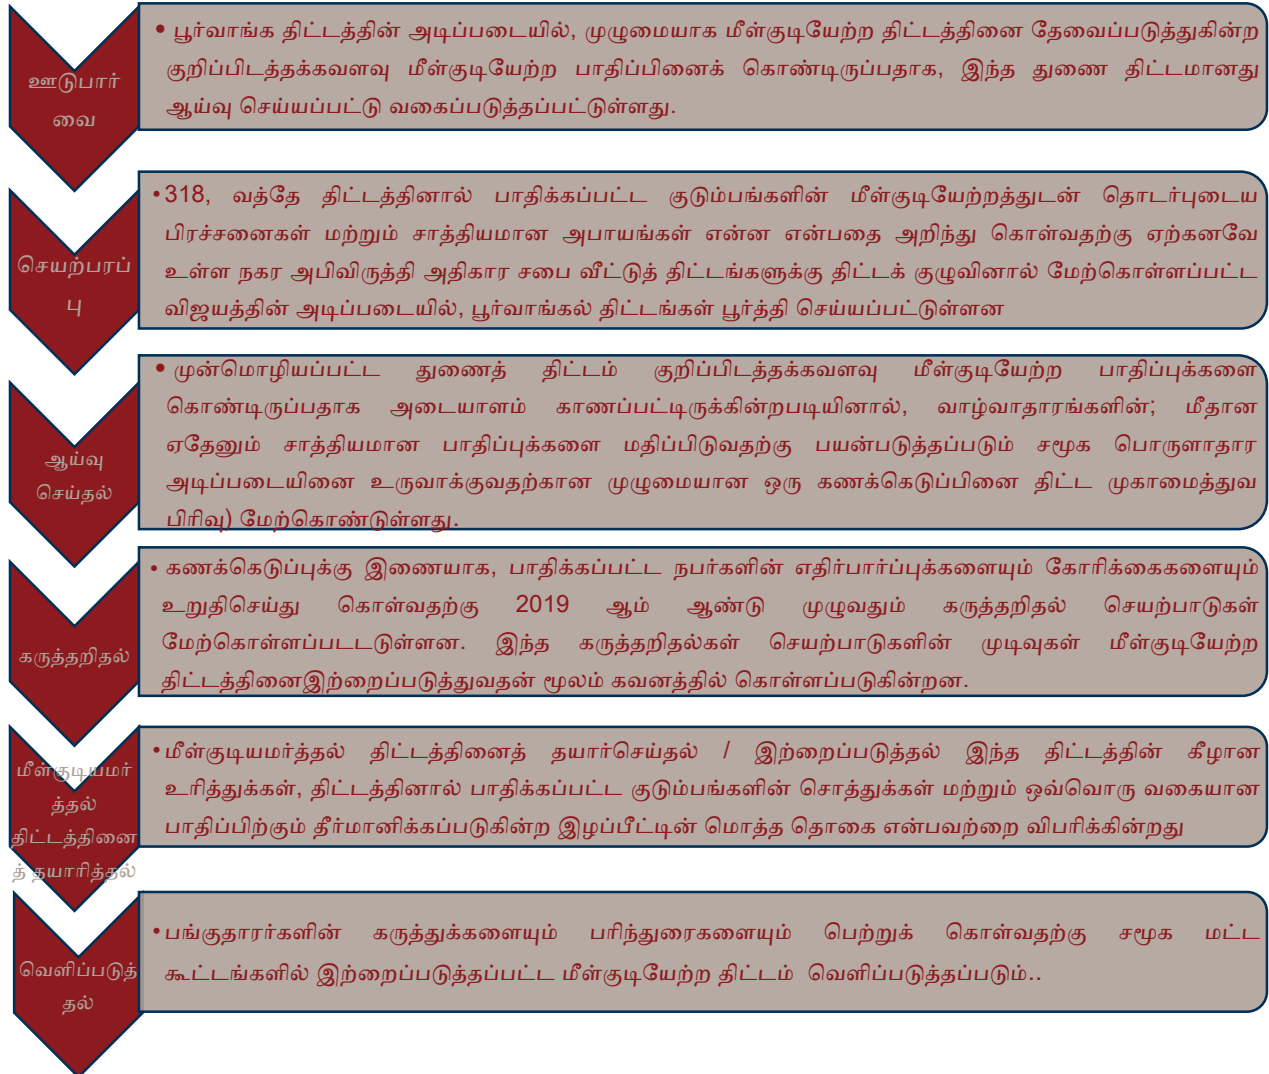 ஊடுபார்
வை
• பூர்வாங்க திட்டத்தின் அடிப்படையில், முழுமையாக மீள்குடியேற்ற திட்டத்தினை தேவைப்படுத்துகின்ற
குறிப்பிடத்தக்கவளவு மீள்குடியேற்ற பாதிப்பினைக் கொண்டிருப்பதாக, இந்த துணை திட்டமானது
ஆய்வு செய்யப்பட்டு வகைப்படுத்தப்பட்டுள்ளது.
செயற்பரப்
பு
•318, வத்தே திட்டத்தினால் பாதிக்கப்பட்ட குடும்பங்களின் மீள்குடியேற்றத்துடன் தொடர்புடைய
பிரச்சனைகள் மற்றும் சாத்தியமான அபாயங்கள் என்ன என்பதை அறிந்து கொள்வதற்கு ஏற்கனவே
உள்ள நகர அபிவிருத்தி அதிகார சபை வீட்டுத் திட்டங்களுக்கு திட்டக் குழுவினால் மேற்கொள்ளப்பட்ட
விஜயத்தின் அடிப்படையில், பூர்வாங்கல் திட்டங்கள் பூர்த்தி செய்யப்பட்டுள்ளன
ஆய்வு
செய்தல்
• முன்மொழியப்பட்ட துணைத் திட்டம் குறிப்பிடத்தக்கவளவு மீள்குடியேற்ற பாதிப்புக்களை
கொண்டிருப்பதாக அடையாளம் காணப்பட்டிருக்கின்றபடியினால், வாழ்வாதாரங்களின்; மீதான
ஏதேனும் சாத்தியமான பாதிப்புக்களை மதிப்பிடுவதற்கு பயன்படுத்தப்படும் சமூக பொருளாதார
அடிப்படையினை உருவாக்குவதற்கான முழுமையான ஒரு கணக்கெடுப்பினை திட்ட முகாமைத்துவ
பிரிவு) மேற்கொண்டுள்ளது.
கருத்தறிதல்
• கணக்கெடுப்புக்கு இணையாக, பாதிக்கப்பட்ட நபர்களின் எதிர்பார்ப்புக்களையும் கோரிக்கைகளையும்
உறுதிசெய்து கொள்வதற்கு 2019 ஆம் ஆண்டு முழுவதும் கருத்தறிதல் செயற்பாடுகள்
மேற்கொள்ளப்படடடுள்ளன. இந்த கருத்தறிதல்கள் செயற்பாடுகளின் முடிவுகள் மீள்குடியேற்ற
திட்டத்தினைஇற்றைப்படுத்துவதன் மூலம் கவனத்தில் கொள்ளப்படுகின்றன.
மீள்குடியமர்
த்தல்
திட்டத்தினை
த் தயாரித்தல்
•மீள்குடியமர்த்தல் திட்டத்தினைத் தயார்செய்தல் / இற்றைப்படுத்தல் இந்த திட்டத்தின் கீழான
உரித்துக்கள், திட்டத்தினால் பாதிக்கப்பட்ட குடும்பங்களின் சொத்துக்கள் மற்றும் ஒவ்வொரு வகையான
பாதிப்பிற்கும் தீர்மானிக்கப்படுகின்ற இழப்பீட்டின் மொத்த தொகை என்பவற்றை விபரிக்கின்றது
வெளிப்படுத்
தல்
•பங்குதாரர்களின் கருத்துக்களையும் பரிந்துரைகளையும் பெற்றுக் கொள்வதற்கு சமூக மட்ட
கூட்டங்களில் இற்றைப்படுத்தப்பட்ட மீள்குடியேற்ற திட்டம் வெளிப்படுத்தப்படும்..